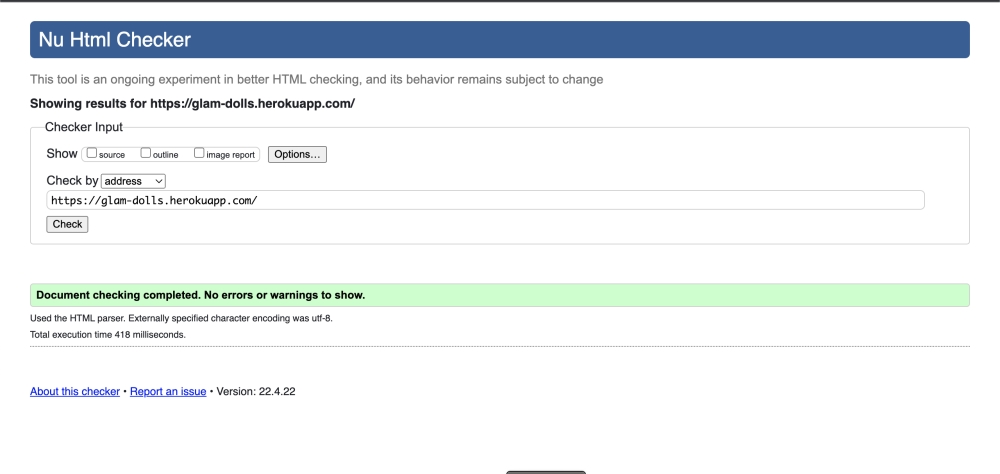 Nu Html Checker
This tool is an ongoing experiment in better HTML checking, and its behavior remains subject to change
Showing results for https://glam-dolls.herokuapp.com/
Checker Input
Show source outline image report Options...
Check by address
https://glam-dolls.herokuapp.com/
Check
Document checking completed. No errors or warnings to show.
Used the HTML parser. Externally specified character encoding was utf-8.
Total execution time 418 milliseconds.
About this checker • Report an issue • Version: 22.4.22